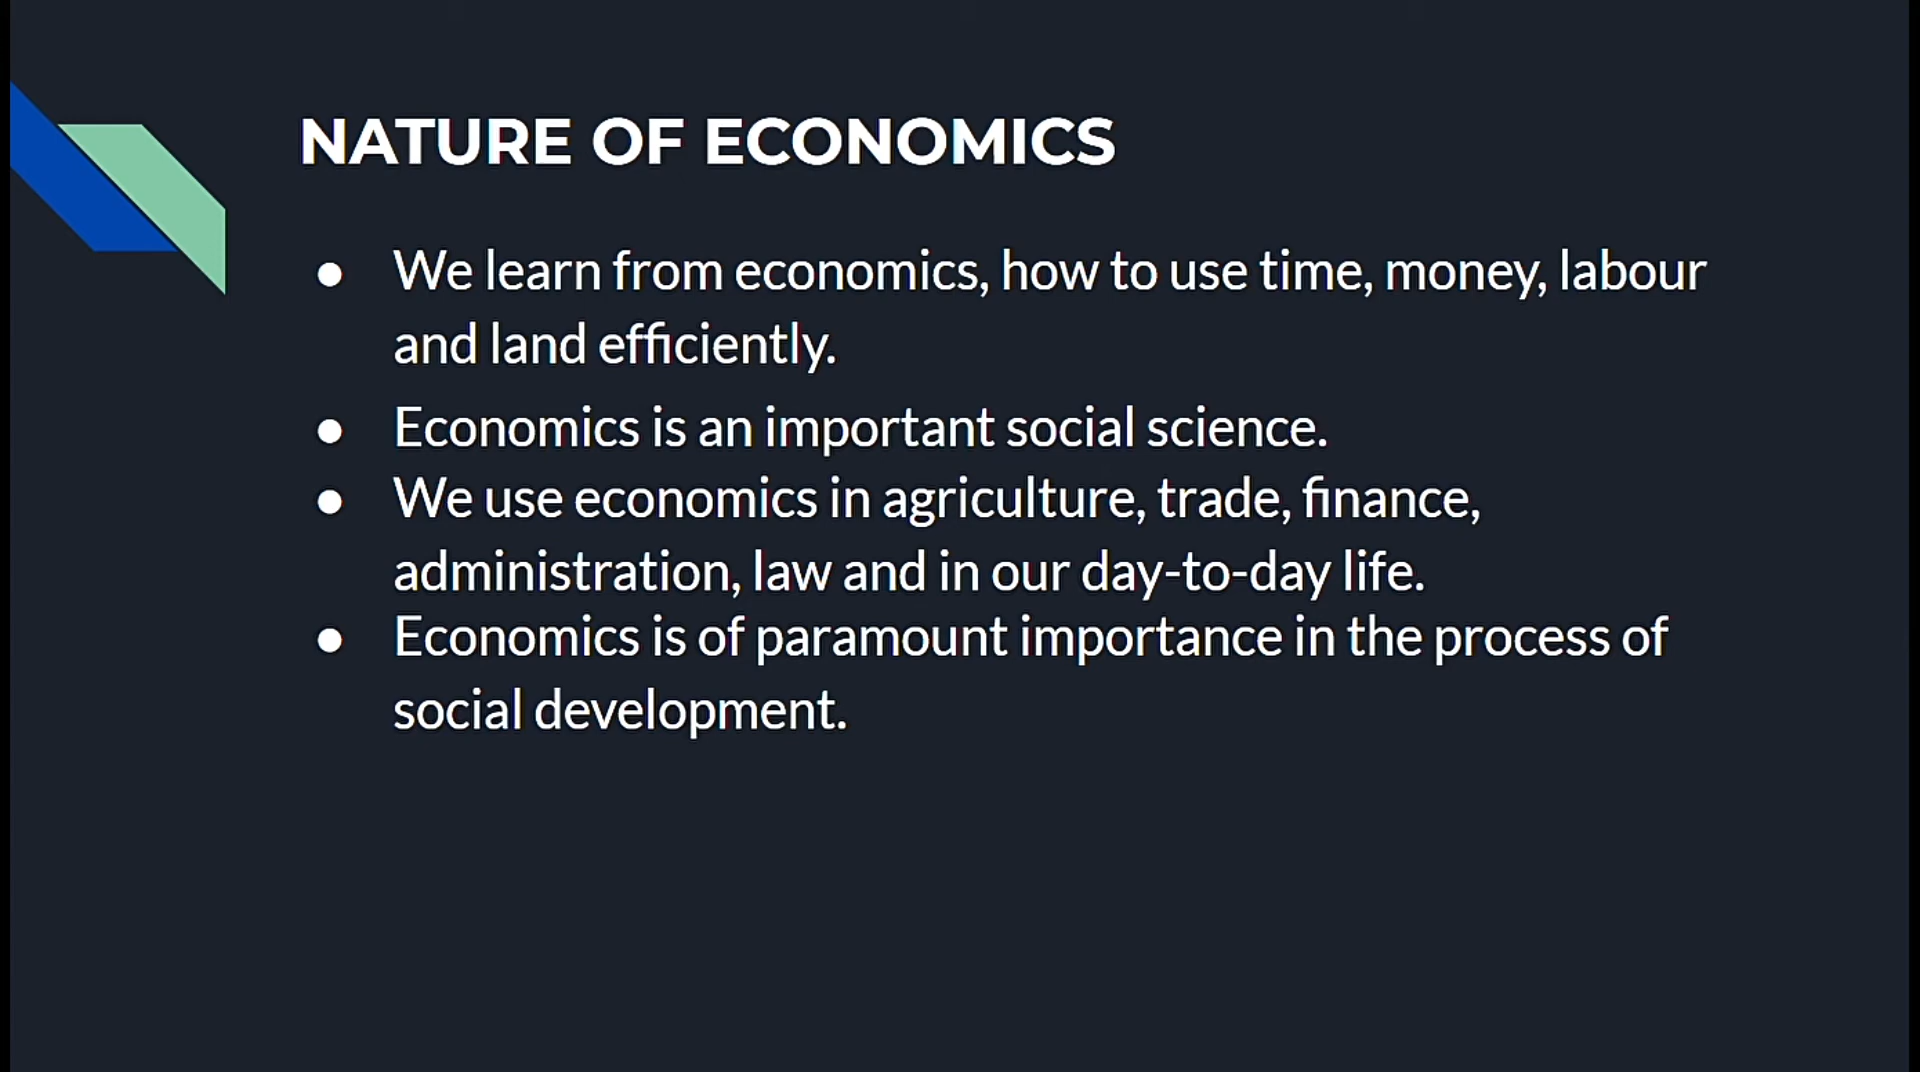 NATURE OF ECONOMICS
● We learn from economics, how to use time, money, labour
and land efficiently.
● Economics is an important social science.
● We use economics in agriculture, trade, finance,
administration, law and in our day-to-day life.
● Economics is of paramount importance in the process of
social development.